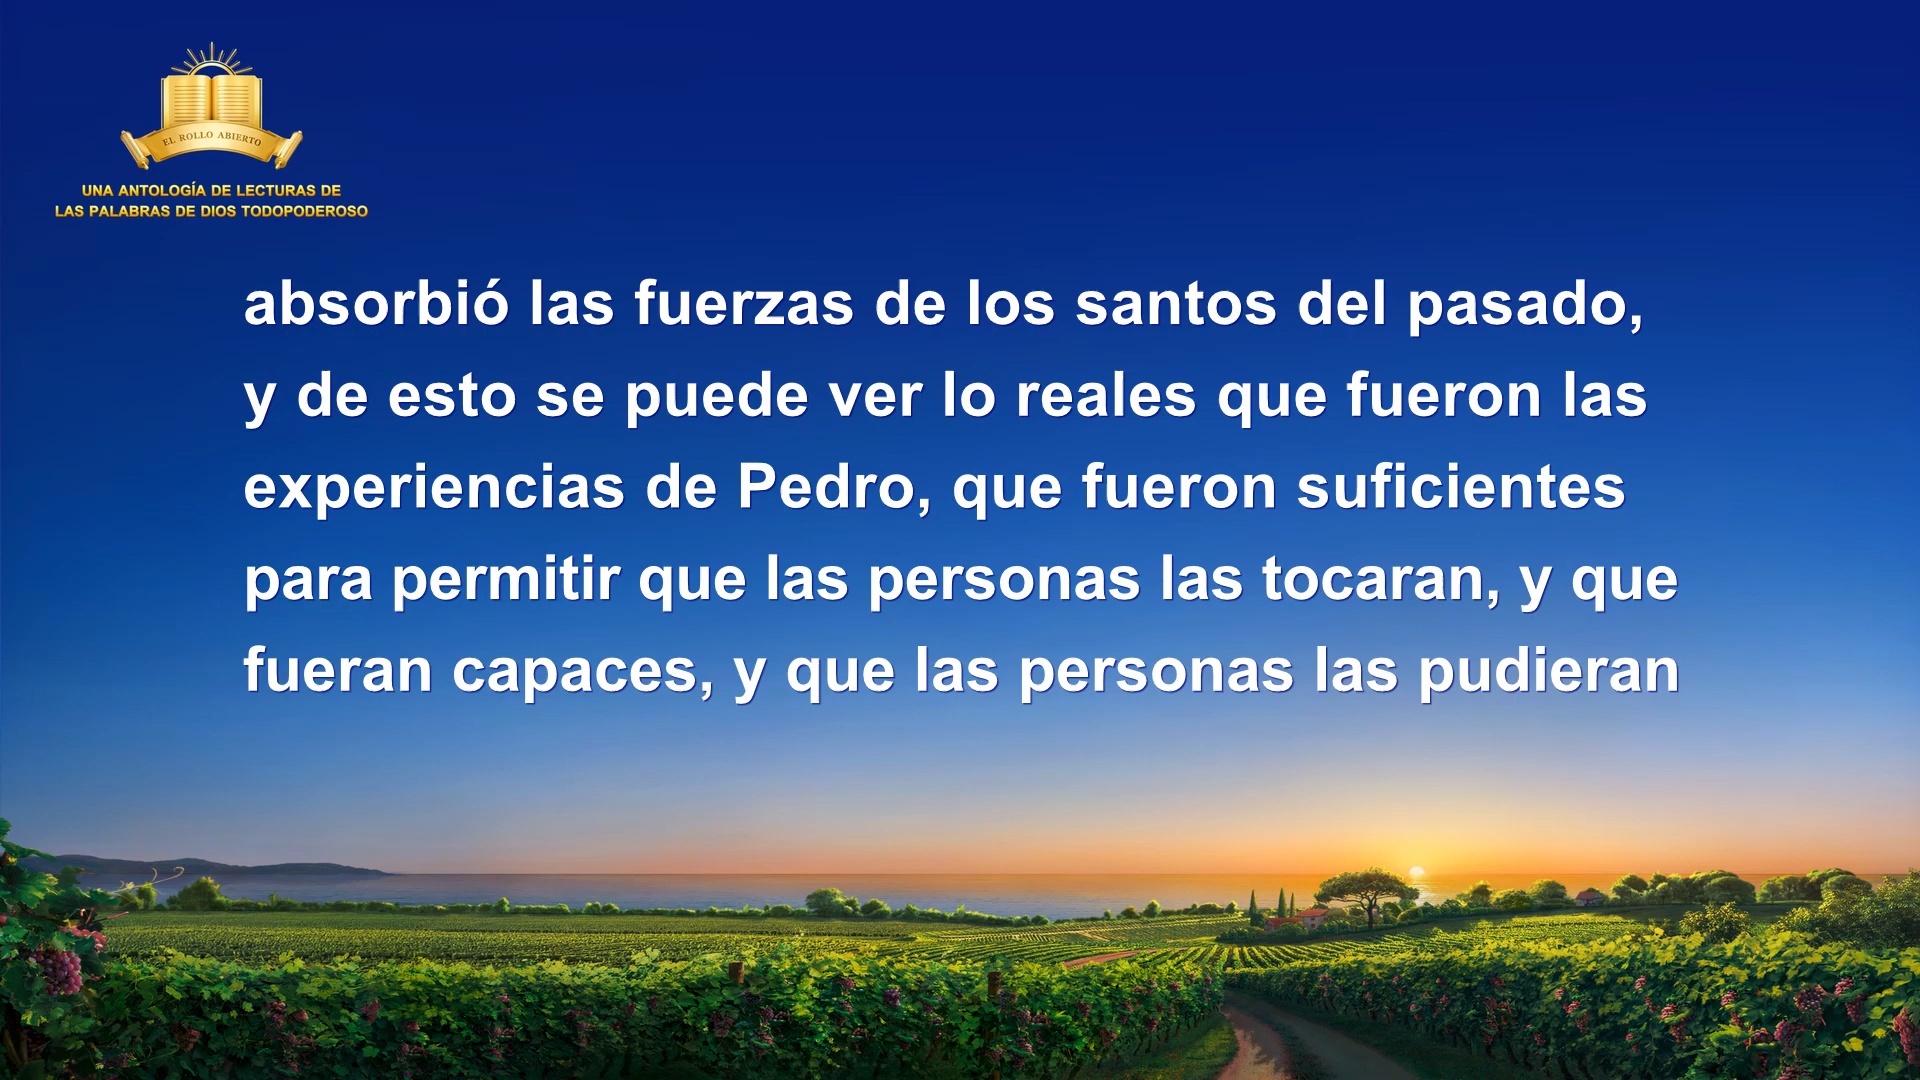 EL ROLLO ABIERTO
UNA ANTOLOGÍA DE LECTURAS DE
LAS PALABRAS DE DIOS TODOPODEROSO
absorbió las fuerzas de los santos del pasado,
y de esto se puede ver lo reales que fueron las
experiencias de Pedro, que fueron suficientes
para permitir que las personas las tocaran, y que
fueran capaces, y que las personas las pudieran